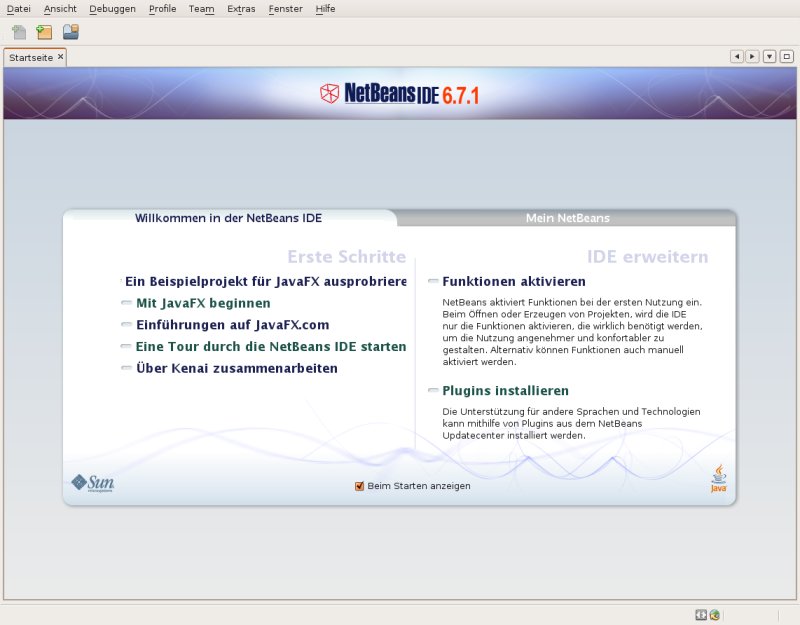 Datei Ansicht Debuggen Profile Team Extras Fenster Hilfe
Startseite
NetBeans IDE 6.7.1
Willkommen in der NetBeans IDE
Mein NetBeans
Erste Schritte
Ein Beispielprojekt für JavaFX ausprobiere
Mit JavaFX beginnen
Einführungen auf JavaFX.com
Eine Tour durch die NetBeans IDE starten
Über Kenai zusammenarbeiten
IDE erweitern
Funktionen aktivieren
NetBeans aktiviert Funktionen bei der ersten Nutzung ein.
Beim Öffnen oder Erzeugen von Projekten, wird die IDE
nur die Funktionen aktivieren, die wirklich benötigt werden,
um die Nutzung angenehmer und konfortabler zu
gestalten. Alternativ können Funktionen auch manuell
aktiviert werden.
Plugins installieren
Die Unterstützung für andere Sprachen und Technologien
kann mithilfe von Plugins aus dem NetBeans
Updatecenter installiert werden.
Sun
Beim Starten anzeigen
Java